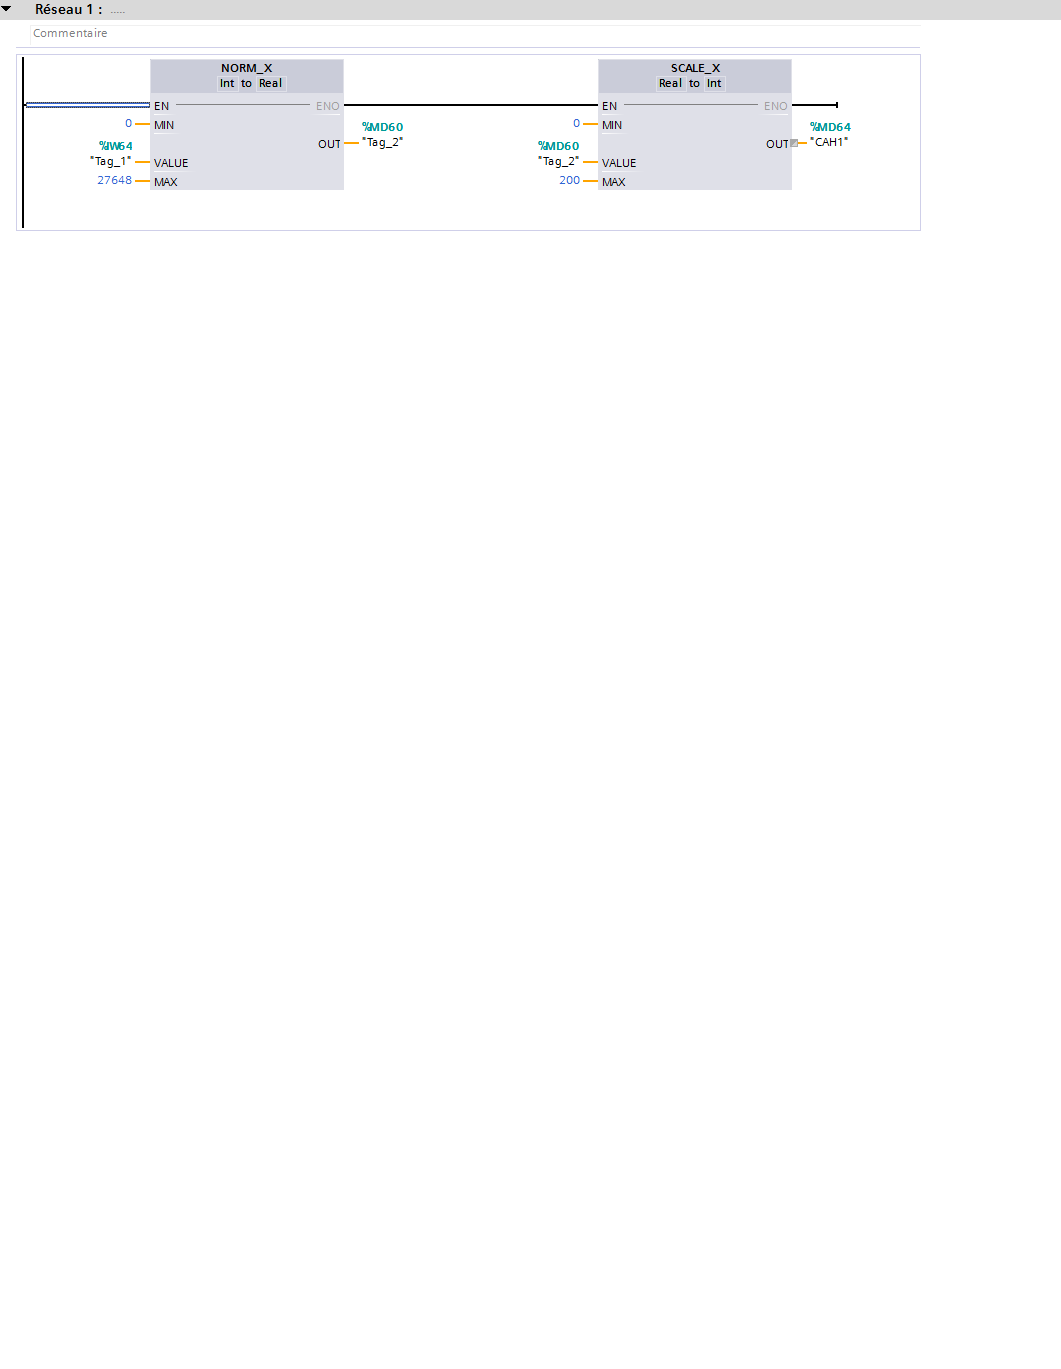 Réseau 1 : .....
Commentaire
NORM_X
Int to Real
EN
ENO
0
MIN
%MD60
"Tag_2"
OUT
%IW64
"Tag_1"
VALUE
27648
MAX
SCALE_X
Real to Int
EN
ENO
0
MIN
%MD64
"CAH1"
OUT
%MD60
"Tag_2"
VALUE
200
MAX